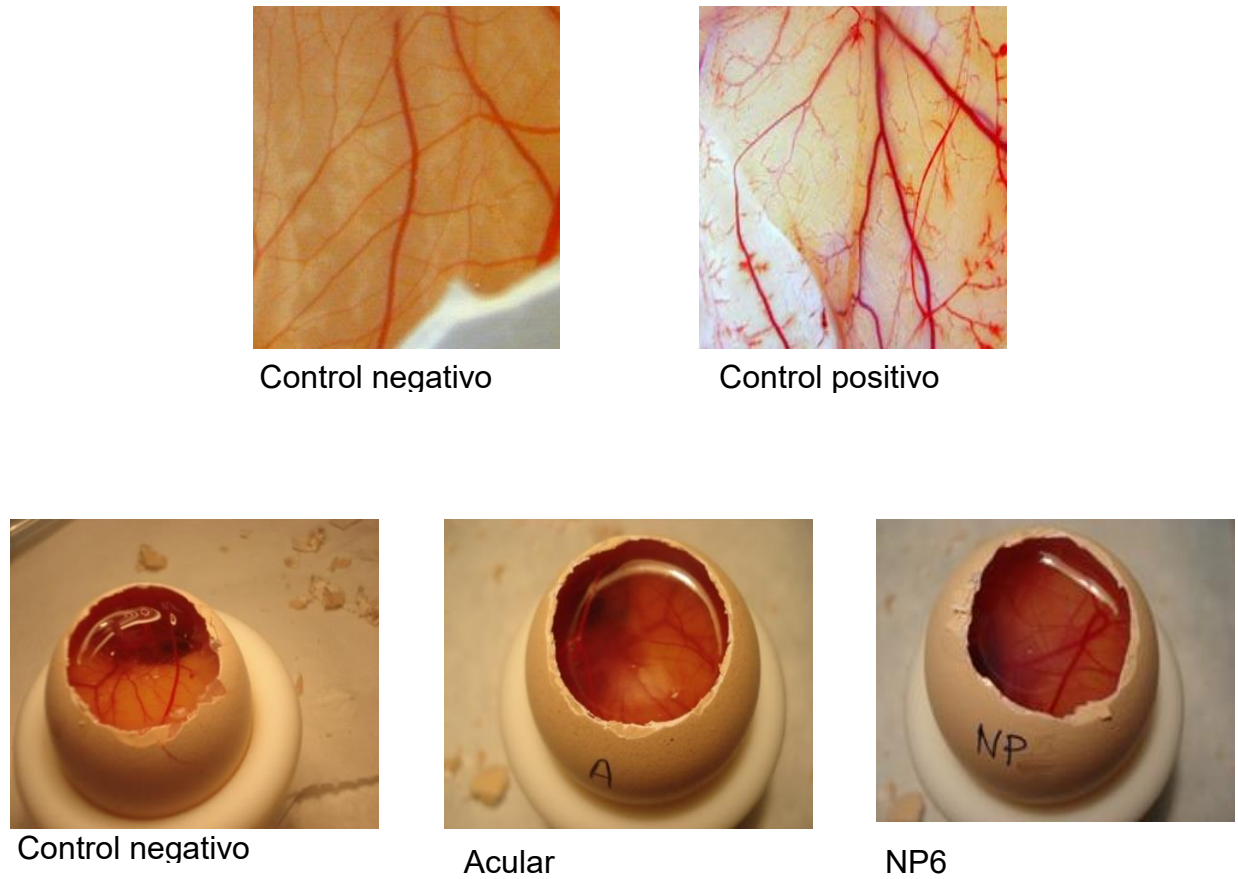 Control negativo
Control positivo
A
NP
Control negativo
Acular
NP6